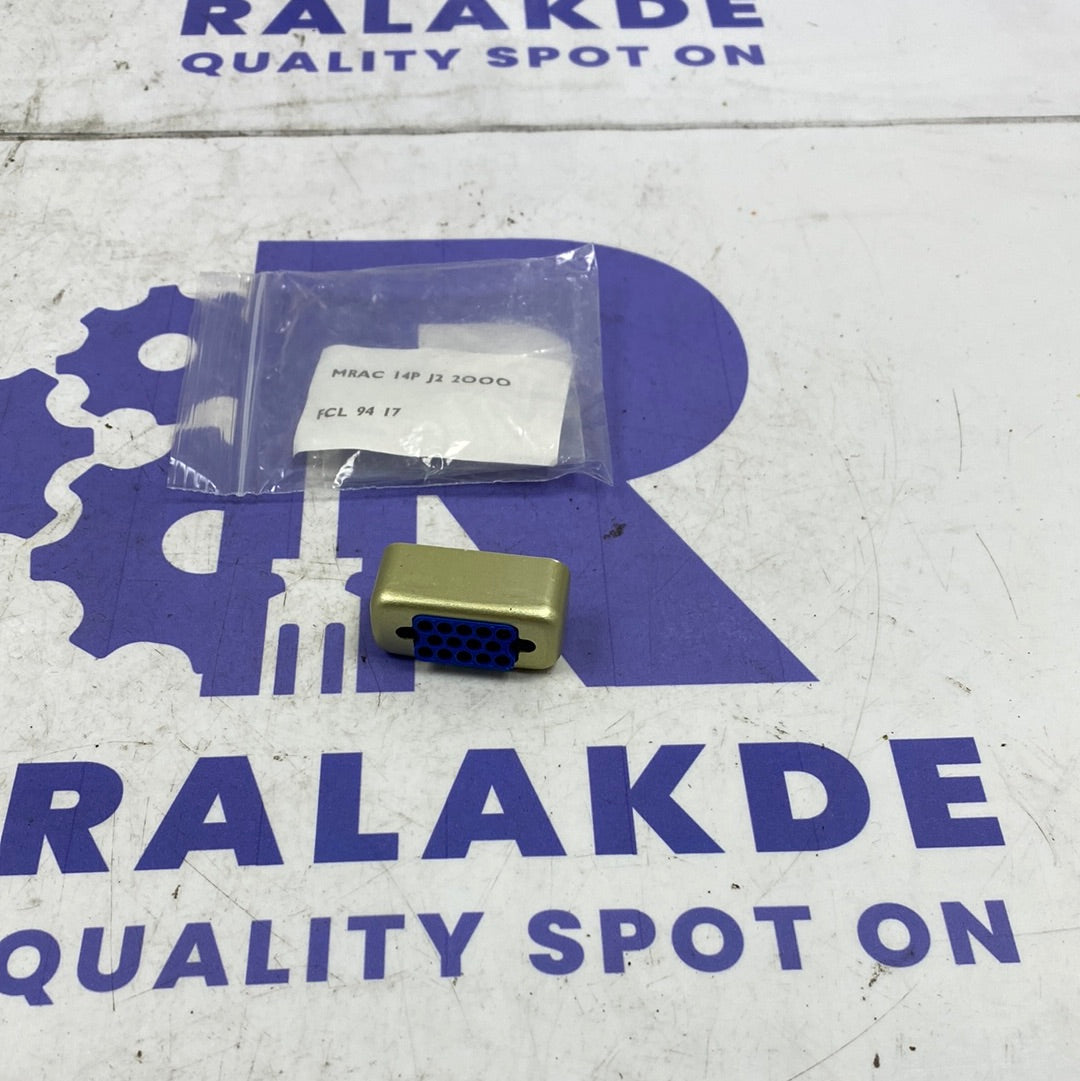 RALAKDE
QUALITY SPOT ON
MRAC 14P J2 2000
FCL 94 17
RALAKDE
QUALITY SPOT ON